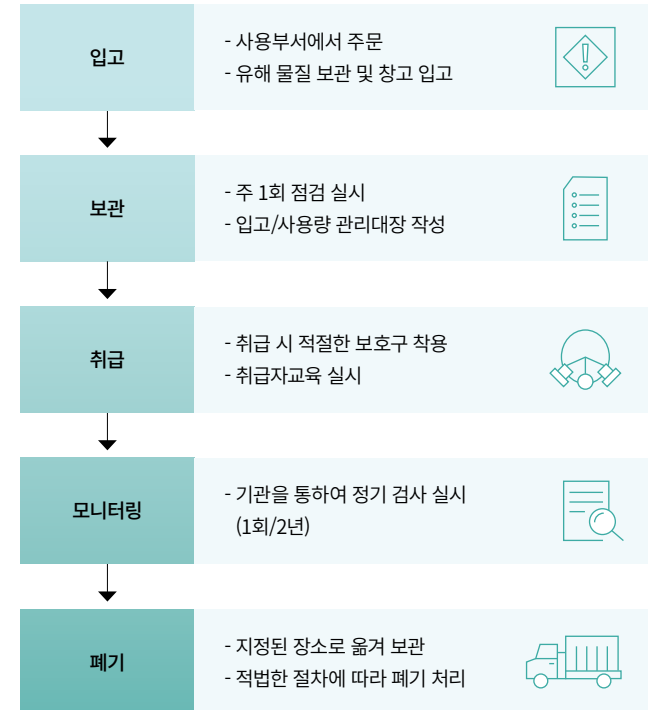 입고
- 사용부서에서 주문
- 유해 물질 보관 및 창고 입고
보관
- 주 1회 점검 실시
- 입고/사용량 관리대장 작성
취급
- 취급 시 적절한 보호구 착용
- 취급자교육 실시
모니터링
- 기관을 통하여 정기 검사 실시
(1회/2년)
폐기
- 지정된 장소로 옮겨 보관
- 적법한 절차에 따라 폐기 처리